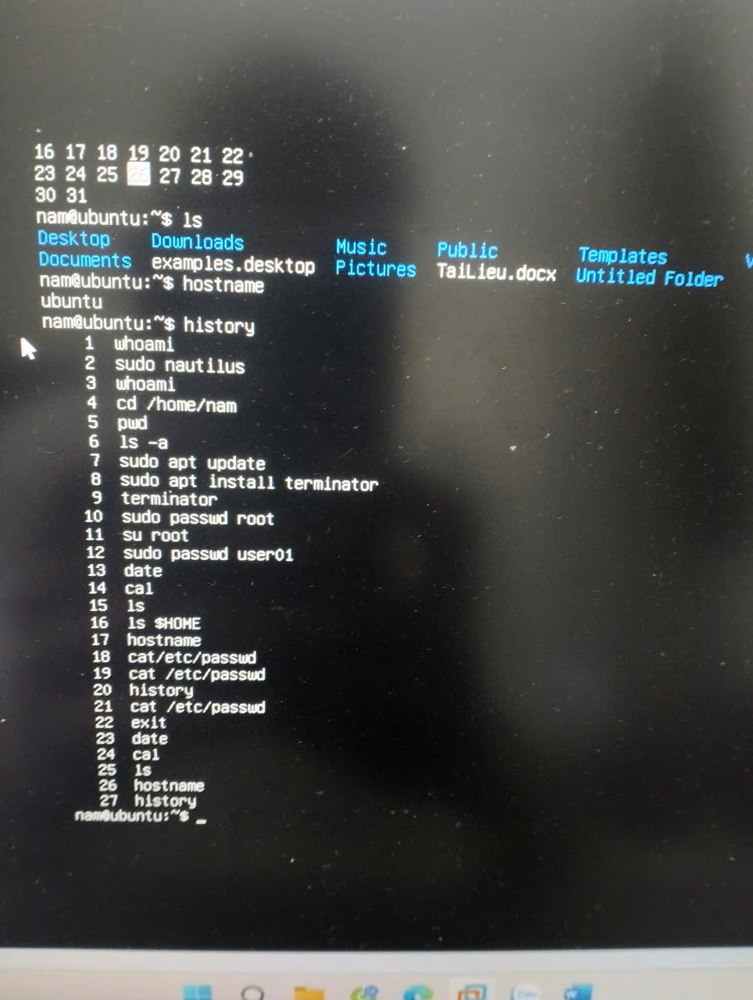 16 17 18 19 20 21 22
23 24 25 26 27 28 29
30 31
nam@ubuntu:~$ ls
Desktop Downloads Music Public Templates
Documents examples.desktop Pictures TaiLieu.docx Untitled Folder
nam@ubuntu:~$ hostname
ubuntu
nam@ubuntu:~$ history
1 whoami
2 sudo nautilus
3 whoami
4 cd /home/nam
5 pwd
6 ls -a
7 sudo apt update
8 sudo apt install terminator
9 terminator
10 sudo passwd root
11 su root
12 sudo passwd user01
13 date
14 cal
15 ls
16 ls $HOME
17 hostname
18 cat/etc/passwd
19 cat /etc/passwd
20 history
21 cat /etc/passwd
22 exit
23 date
24 cal
25 ls
26 hostname
27 history
nam@ubuntu:~$ _